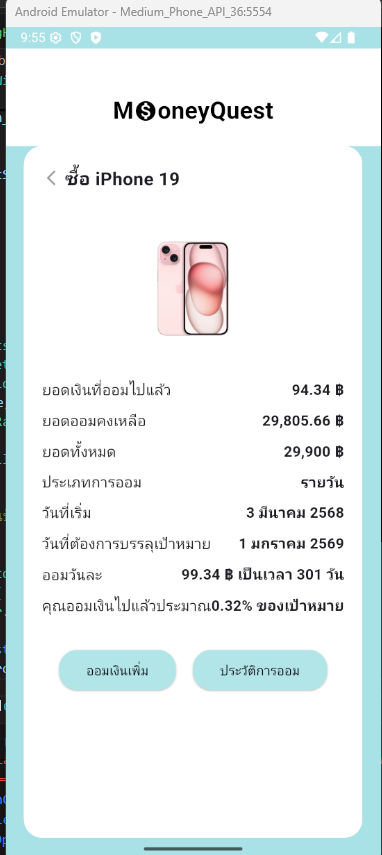 Android Emulator - Medium_Phone_API_36:5554
9:55
M$oneyQuest
ซื้อ iPhone 19
ยอดเงินที่ออมไปแล้ว 94.34 ฿
ยอดออมคงเหลือ 29,805.66 ฿
ยอดทั้งหมด 29,900 ฿
ประเภทการออม รายวัน
วันที่เริ่ม 3 มีนาคม 2568
วันที่ต้องการบรรลุเป้าหมาย 1 มกราคม 2569
ออมวันละ 99.34 ฿ เป็นเวลา 301 วัน
คุณออมเงินไปแล้วประมาณ0.32% ของเป้าหมาย
ออมเงินเพิ่ม ประวัติการออม